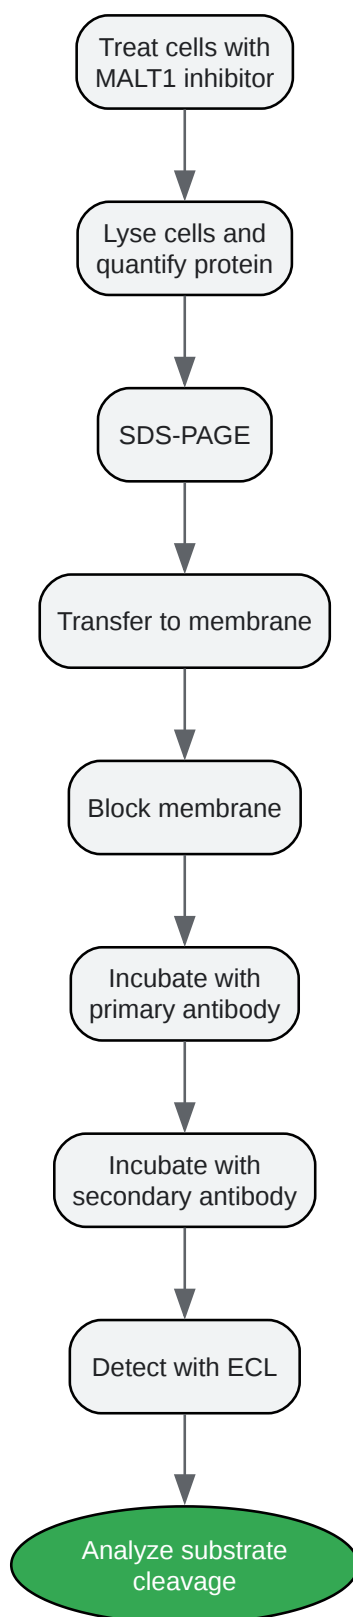 Treat cells with
MALT1 inhibitor
Lyse cells and
quantify protein
SDS-PAGE
Transfer to membrane
Block membrane
Incubate with
primary antibody
Incubate with
secondary antibody
Detect with ECL
Analyze substrate
cleavage